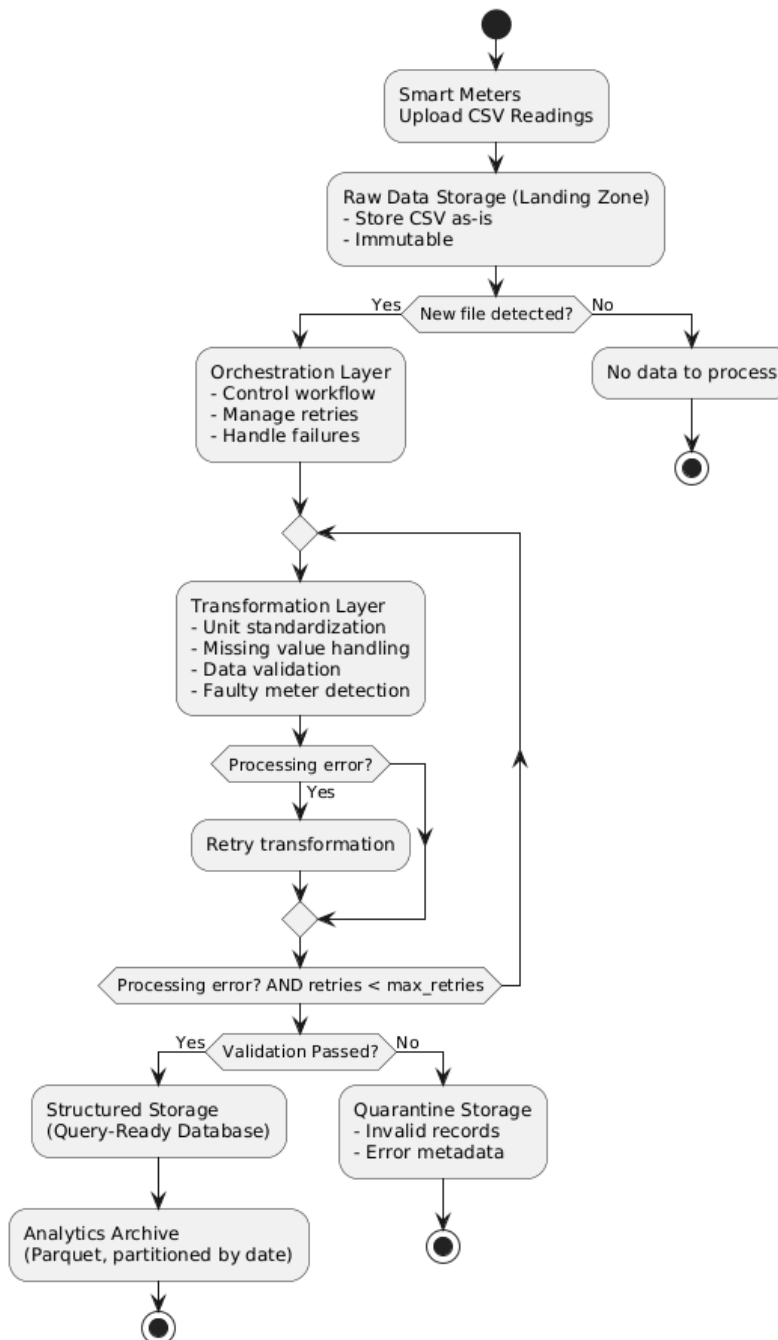 Smart Meters
Upload CSV Readings
Raw Data Storage (Landing Zone)
- Store CSV as-is
- Immutable
Yes
New file detected?
No
Orchestration Layer
- Control workflow
- Manage retries
- Handle failures
No data to process
Transformation Layer
- Unit standardization
- Missing value handling
- Data validation
- Faulty meter detection
Processing error?
Yes
Retry transformation
Processing error? AND retries < max_retries
Yes
Validation Passed?
No
Structured Storage
(Query-Ready Database)
Quarantine Storage
- Invalid records
- Error metadata
Analytics Archive
(Parquet, partitioned by date)